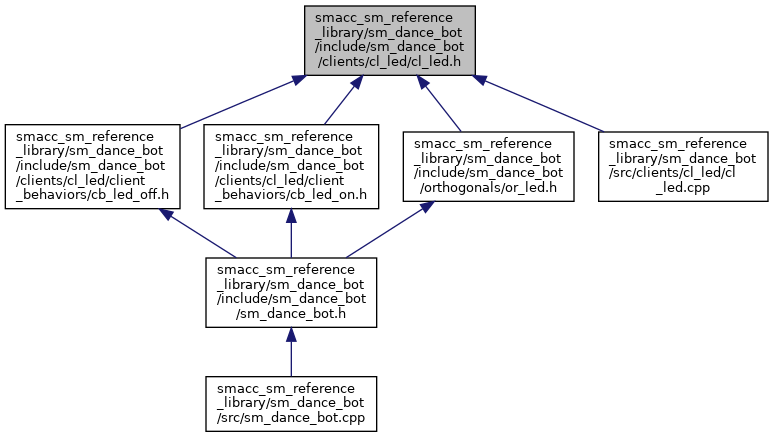 smacc_sm_reference
_library/sm_dance_bot
/include/sm_dance_bot
/clients/cl_led/cl_led.h
smacc_sm_reference
_library/sm_dance_bot
/include/sm_dance_bot
/clients/cl_led/client
_behaviors/cb_led_off.h
smacc_sm_reference
_library/sm_dance_bot
/include/sm_dance_bot
/clients/cl_led/client
_behaviors/cb_led_on.h
smacc_sm_reference
_library/sm_dance_bot
/include/sm_dance_bot
/orthogonals/or_led.h
smacc_sm_reference
_library/sm_dance_bot
/src/clients/cl_led/cl
_led.cpp
smacc_sm_reference
_library/sm_dance_bot
/include/sm_dance_bot
/sm_dance_bot.h
smacc_sm_reference
_library/sm_dance_bot
/src/sm_dance_bot.cpp